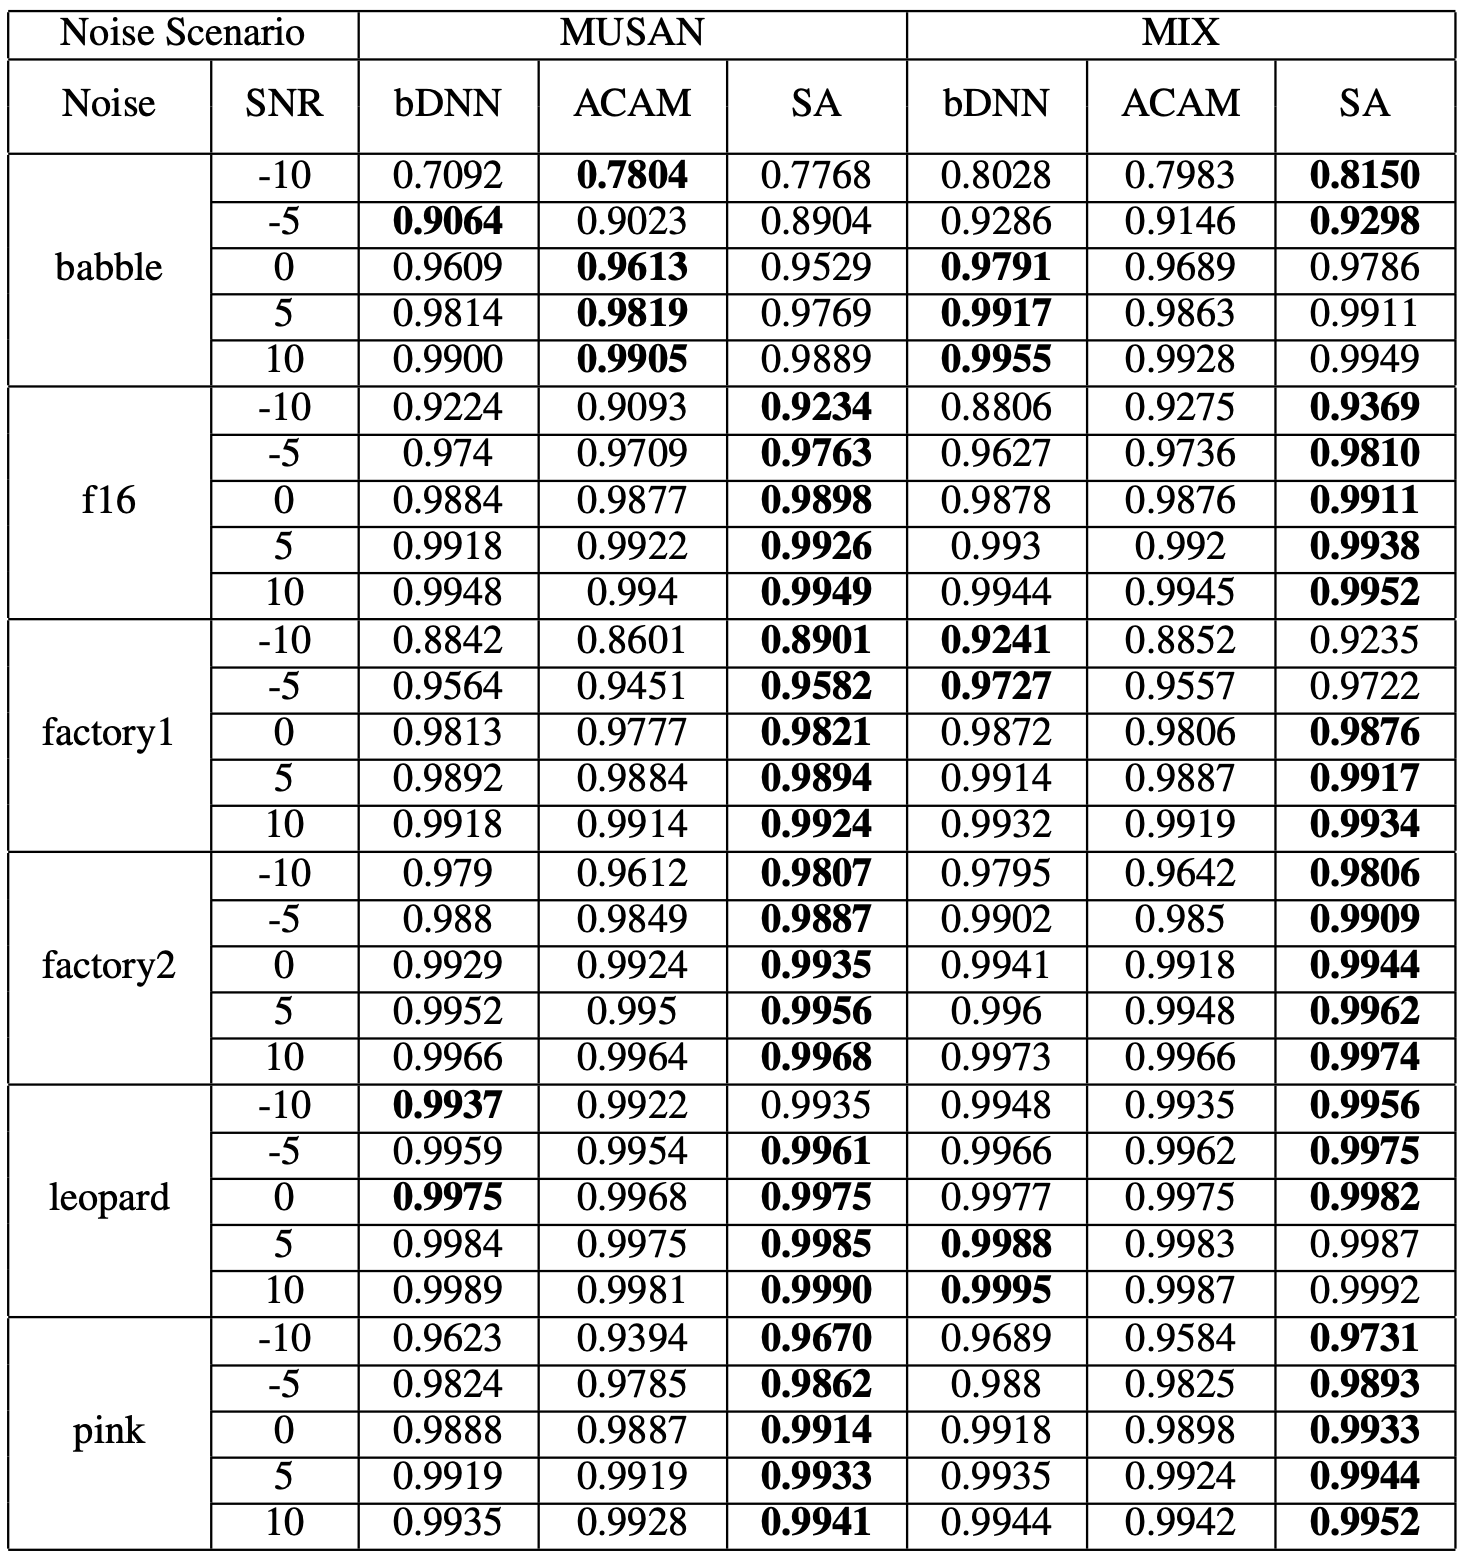 Noise Scenario MUSAN MIX
Noise SNR bDNN ACAM SA bDNN ACAM SA
babble -10 0.7092 0.7804 0.7768 0.8028 0.7983 0.8150
-5 0.9064 0.9023 0.8904 0.9286 0.9146 0.9298
0 0.9609 0.9613 0.9529 0.9791 0.9689 0.9786
5 0.9814 0.9819 0.9769 0.9917 0.9863 0.9911
10 0.9900 0.9905 0.9889 0.9955 0.9928 0.9949
f16 -10 0.9224 0.9093 0.9234 0.8806 0.9275 0.9369
-5 0.974 0.9709 0.9763 0.9627 0.9736 0.9810
0 0.9884 0.9877 0.9898 0.9878 0.9876 0.9911
5 0.9918 0.9922 0.9926 0.993 0.992 0.9938
10 0.9948 0.994 0.9949 0.9944 0.9945 0.9952
factory1 -10 0.8842 0.8601 0.8901 0.9241 0.8852 0.9235
-5 0.9564 0.9451 0.9582 0.9727 0.9557 0.9722
0 0.9813 0.9777 0.9821 0.9872 0.9806 0.9876
5 0.9892 0.9884 0.9894 0.9914 0.9887 0.9917
10 0.9918 0.9914 0.9924 0.9932 0.9919 0.9934
factory2 -10 0.979 0.9612 0.9807 0.9795 0.9642 0.9806
-5 0.988 0.9849 0.9887 0.9902 0.985 0.9909
0 0.9929 0.9924 0.9935 0.9941 0.9918 0.9944
5 0.9952 0.995 0.9956 0.996 0.9948 0.9962
10 0.9966 0.9964 0.9968 0.9973 0.9966 0.9974
leopard -10 0.9937 0.9922 0.9935 0.9948 0.9935 0.9956
-5 0.9959 0.9954 0.9961 0.9966 0.9962 0.9975
0 0.9975 0.9968 0.9975 0.9977 0.9975 0.9982
5 0.9984 0.9975 0.9985 0.9988 0.9983 0.9987
10 0.9989 0.9981 0.9990 0.9995 0.9987 0.9992
pink -10 0.9623 0.9394 0.9670 0.9689 0.9584 0.9731
-5 0.9824 0.9785 0.9862 0.988 0.9825 0.9893
0 0.9888 0.9887 0.9914 0.9918 0.9898 0.9933
5 0.9919 0.9919 0.9933 0.9935 0.9924 0.9944
10 0.9935 0.9928 0.9941 0.9944 0.9942 0.9952